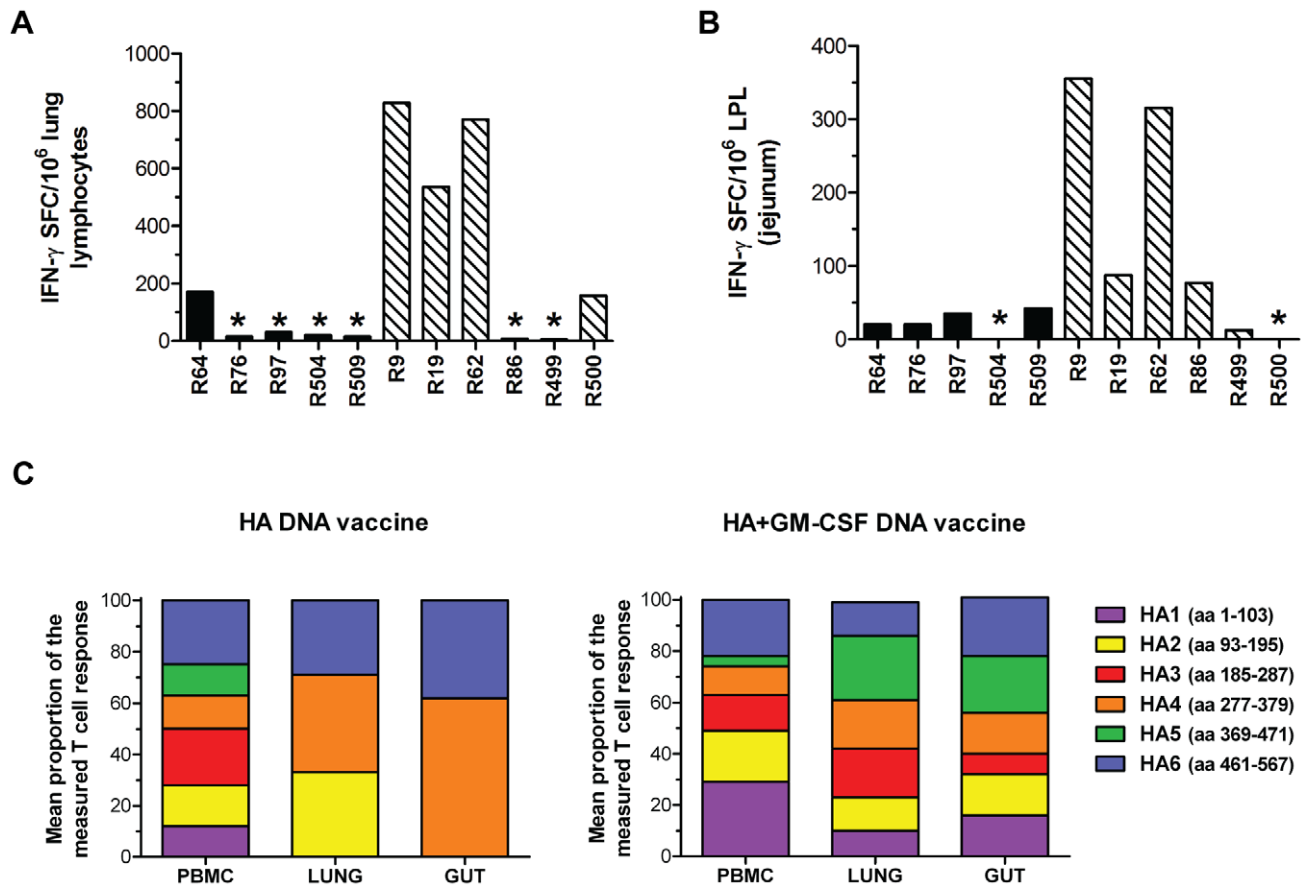 A
IFN-γ SFC/10⁶ lung
lymphocytes
1000
800
600
400
200
0
*
*
*
*
*
*
R64
R76
R97
R504
R509
R9
R19
R62
R86
R499
R500
B
IFN-γ SFC/10⁶ LPL
(jejunum)
400
300
200
100
0
*
*
R64
R76
R97
R504
R509
R9
R19
R62
R86
R499
R500
C
HA DNA vaccine
Mean proportion of the
measured T cell response
100
80
60
40
20
0
PBMC
LUNG
GUT
HA+GM-CSF DNA vaccine
Mean proportion of the
measured T cell response
100
80
60
40
20
0
PBMC
LUNG
GUT
HA1 (aa 1-103)
HA2 (aa 93-195)
HA3 (aa 185-287)
HA4 (aa 277-379)
HA5 (aa 369-471)
HA6 (aa 461-567)